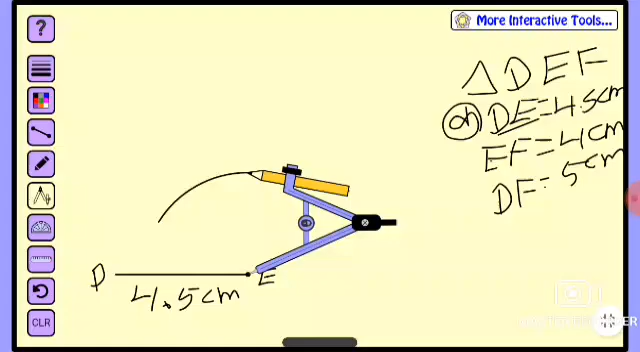 ?
More Interactive Tools...
△DEF
DE=4.5cm
EF=4cm
DF=5cm
D
E
4.5cm
CLR